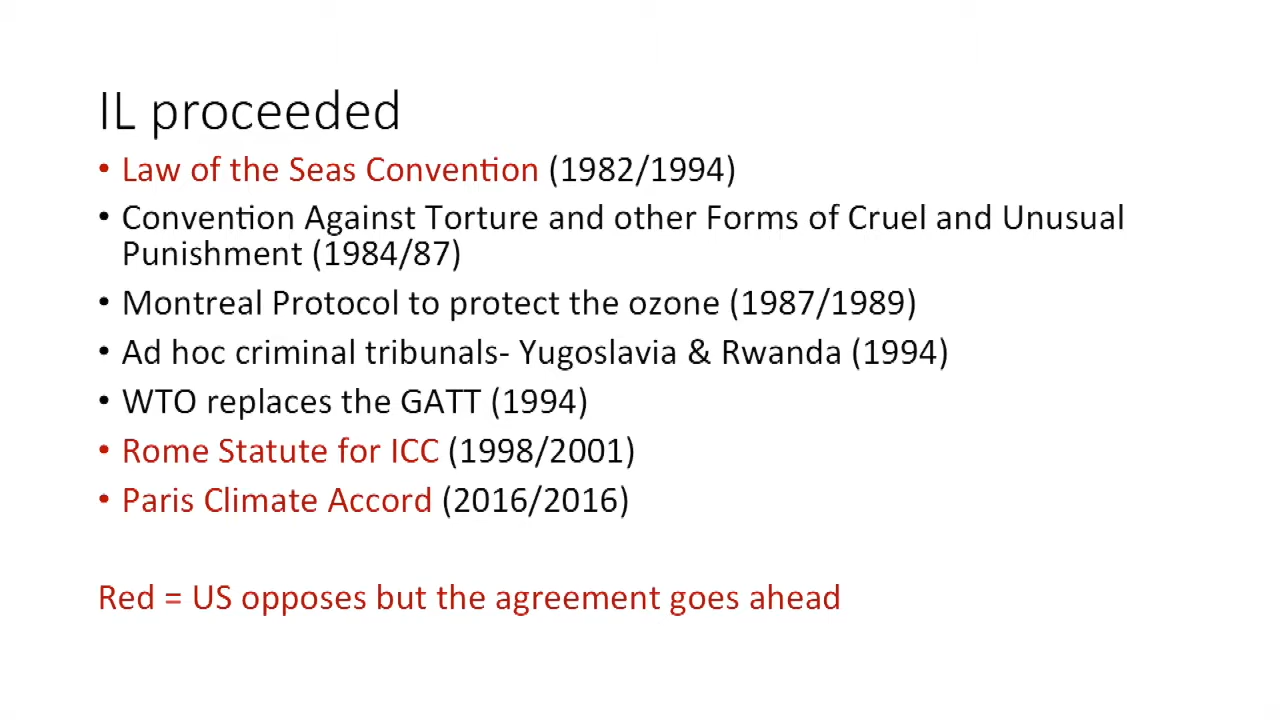 IL proceeded
• Law of the Seas Convention (1982/1994)
• Convention Against Torture and other Forms of Cruel and Unusual
Punishment (1984/87)
• Montreal Protocol to protect the ozone (1987/1989)
• Ad hoc criminal tribunals- Yugoslavia & Rwanda (1994)
• WTO replaces the GATT (1994)
• Rome Statute for ICC (1998/2001)
• Paris Climate Accord (2016/2016)
Red = US opposes but the agreement goes ahead